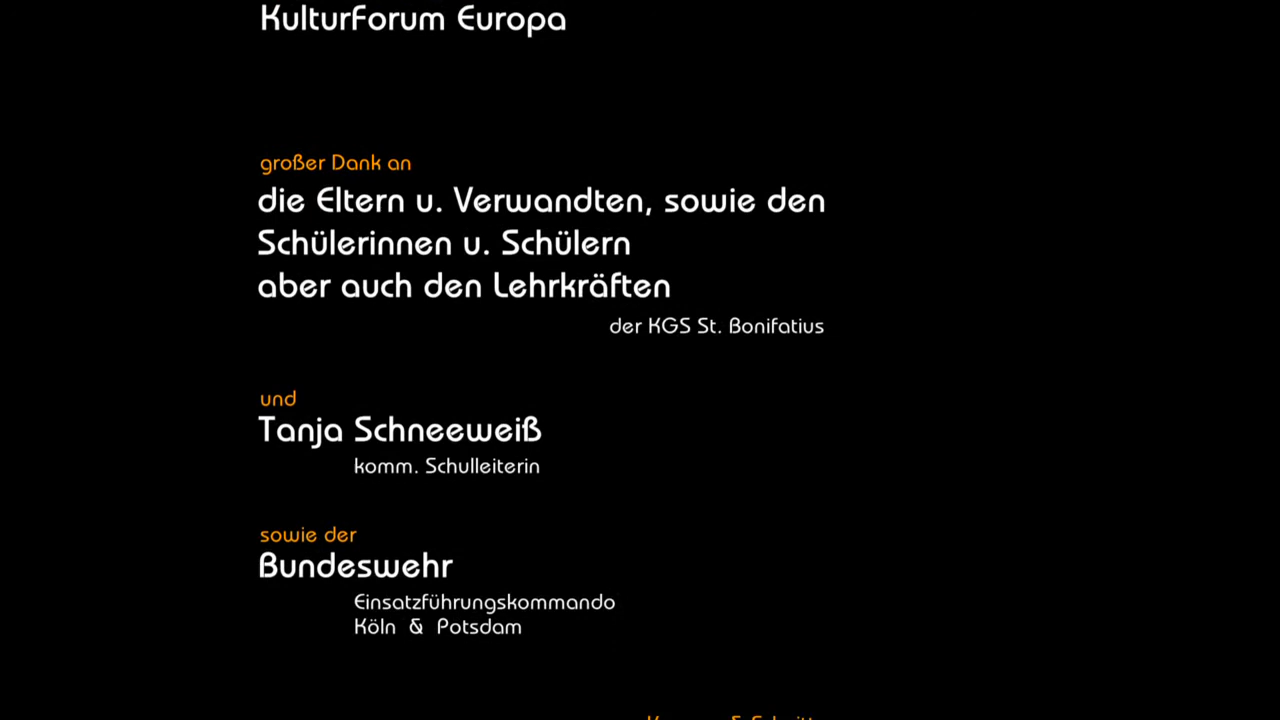 KulturForum Europa
großer Dank an
die Eltern u. Verwandten, sowie den
Schülerinnen u. Schülern
aber auch den Lehrkräften
der KGS St. Bonifatius
und
Tanja Schneeweiß
komm. Schulleiterin
sowie der
Bundeswehr
Einsatzführungskommando
Köln & Potsdam